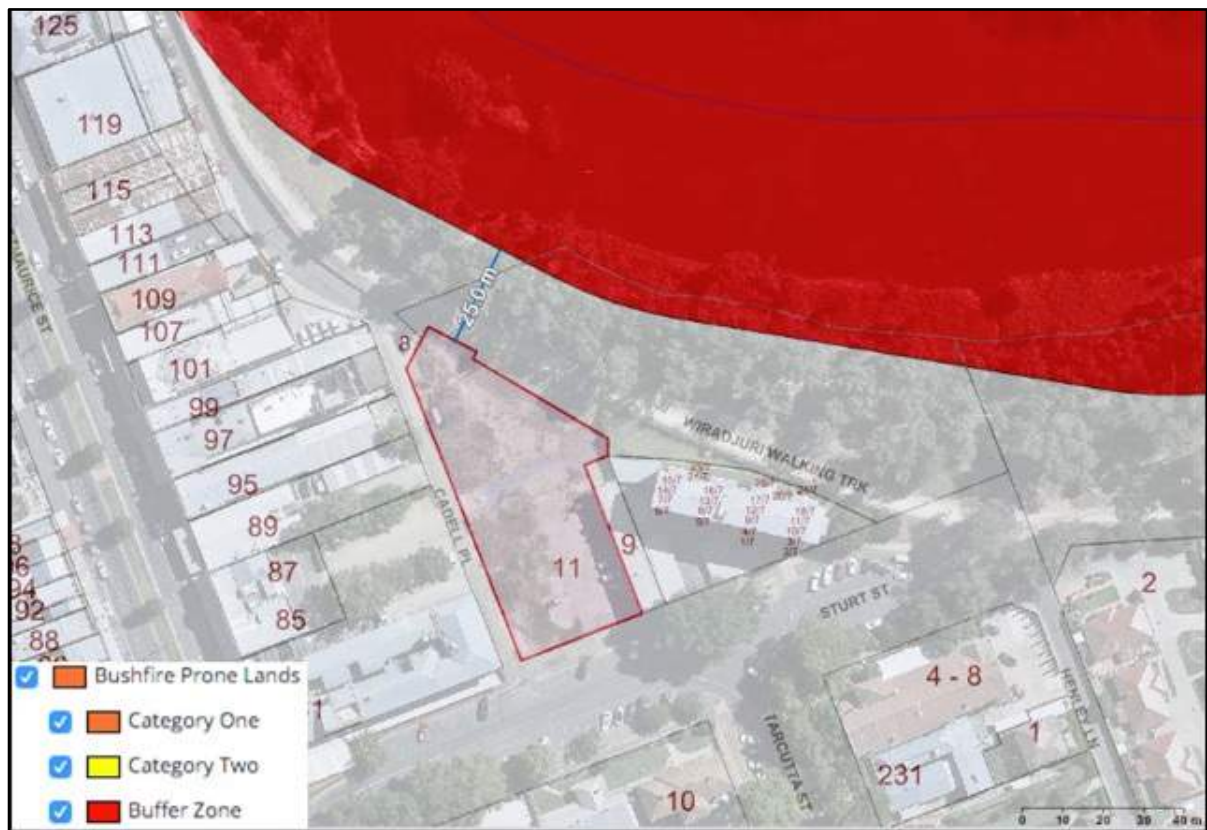 125
119
115
113
111
109
107
101
99
97
95
89
87
85
8
25.0 m
WIRADJURI WALKING TRK
CADELL PL
11
9
STURT ST
2
4 - 8
HENLEY LN
1
TARCUTTA ST
231
10
94
92
88
Bushfire Prone Lands
Category One
Category Two
Buffer Zone
0 10 20 30 40 m